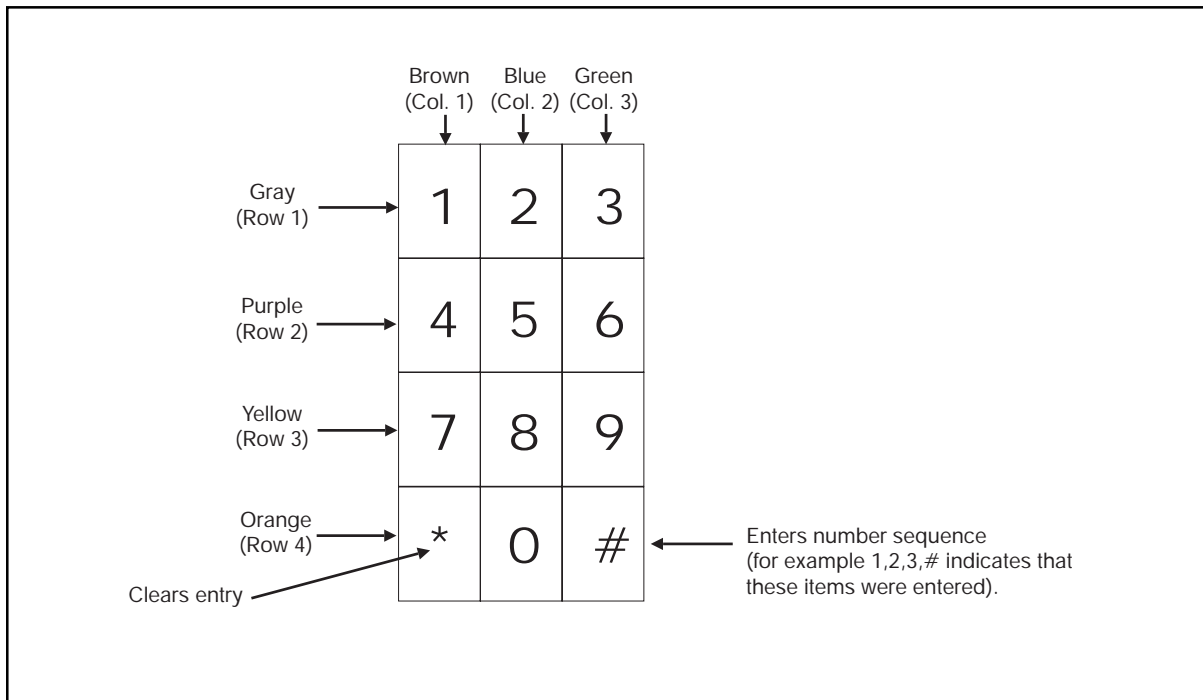 Brown Blue Green
(Col. 1) (Col. 2) (Col. 3)
Gray
(Row 1)
1 2 3
Purple
(Row 2)
4 5 6
Yellow
(Row 3)
7 8 9
Orange
(Row 4)
* 0 #
Clears entry
Enters number sequence
(for example 1,2,3,# indicates that
these items were entered).